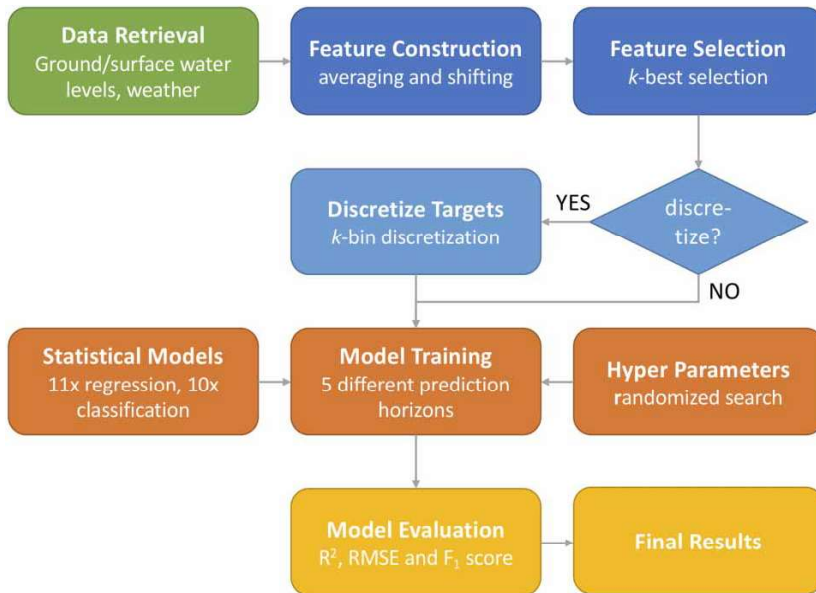 Data Retrieval
Ground/surface water
levels, weather
Feature Construction
averaging and shifting
Feature Selection
k-best selection
discre-
tize?
YES
NO
Discretize Targets
k-bin discretization
Statistical Models
11x regression, 10x
classification
Model Training
5 different prediction
horizons
Hyper Parameters
randomized search
Model Evaluation
R², RMSE and F₁ score
Final Results